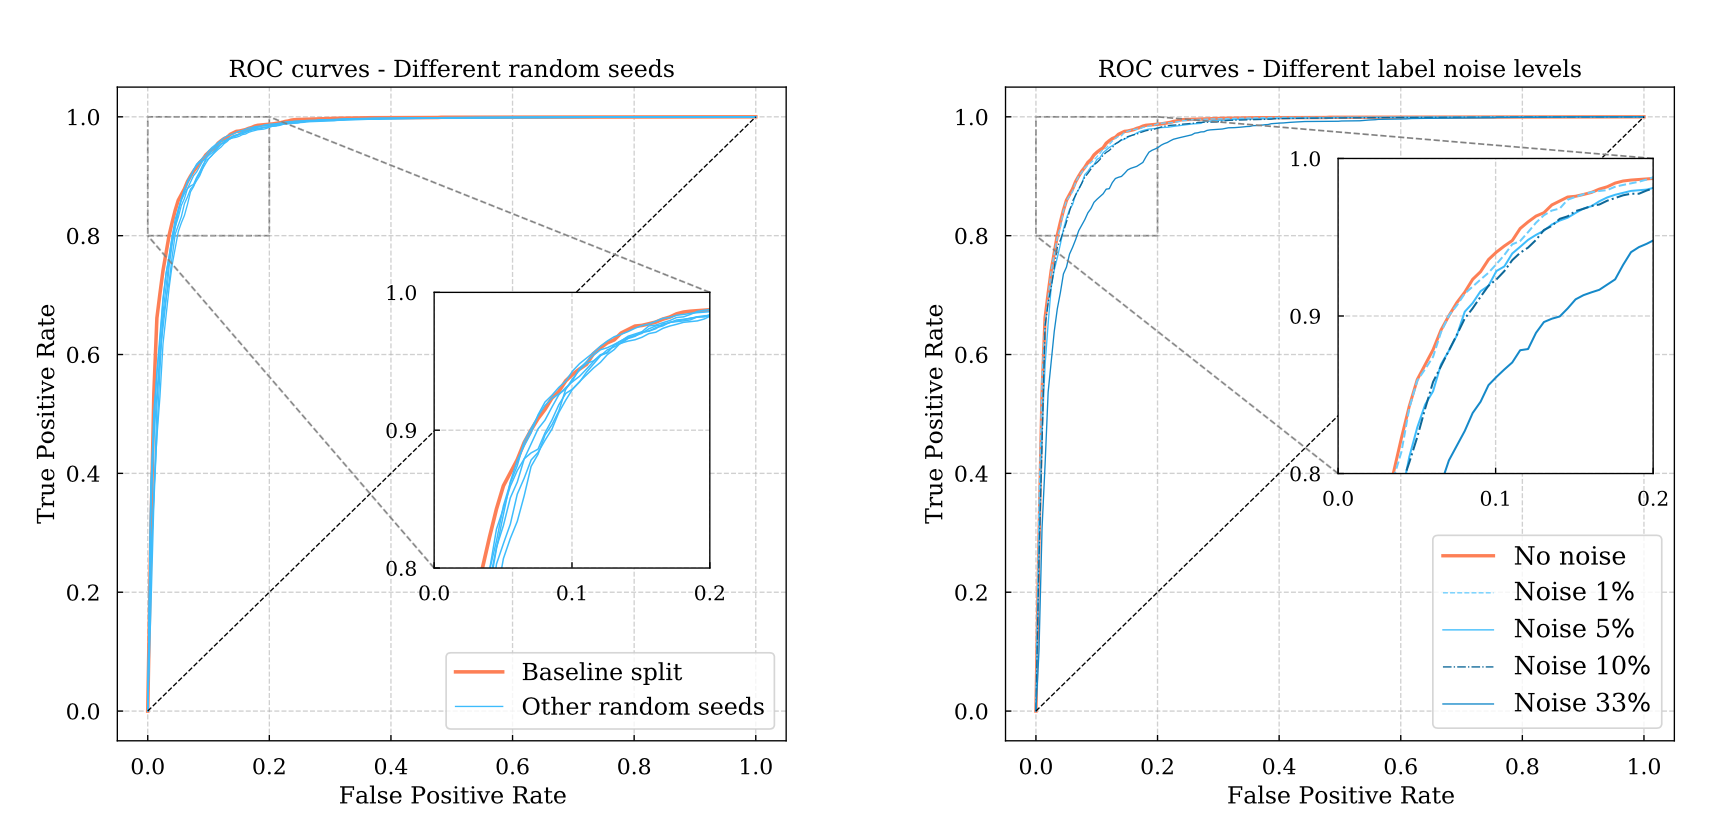 ROC curves - Different random seeds
True Positive Rate
1.0
0.8
0.6
0.4
0.2
0.0
1.0
0.9
0.8
0.0 0.1 0.2
Baseline split
Other random seeds
0.0 0.2 0.4 0.6 0.8 1.0
False Positive Rate
ROC curves - Different label noise levels
True Positive Rate
1.0
0.8
0.6
0.4
0.2
0.0
1.0
0.9
0.8
0.0 0.1 0.2
No noise
Noise 1%
Noise 5%
Noise 10%
Noise 33%
0.0 0.2 0.4 0.6 0.8 1.0
False Positive Rate